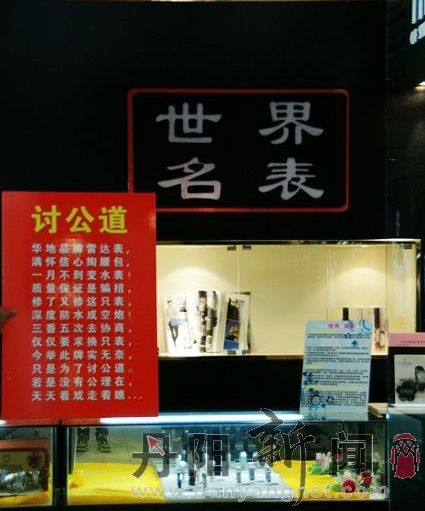 世界
名表
讨公道
华地品牌雷达表，
满怀信心掏腰包，
一月不到变水表！
质量保证是骗招，
修了又修这只表，
深度防水成空炮！
三番五次去协商，
仅仅要求换只表，
今举此牌实无奈，
只是为了讨公道。
若是没有公理在，
天天看戏走着瞧...
丹阳新闻网
www.danyangnet.com